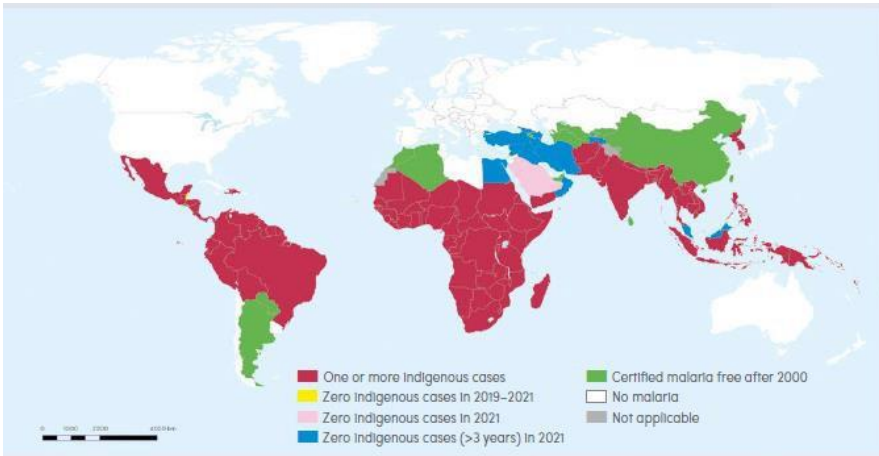 One or more indigenous cases
Zero indigenous cases in 2019–2021
Zero indigenous cases in 2021
Zero indigenous cases (>3 years) in 2021
Certified malaria free after 2000
No malaria
Not applicable
0